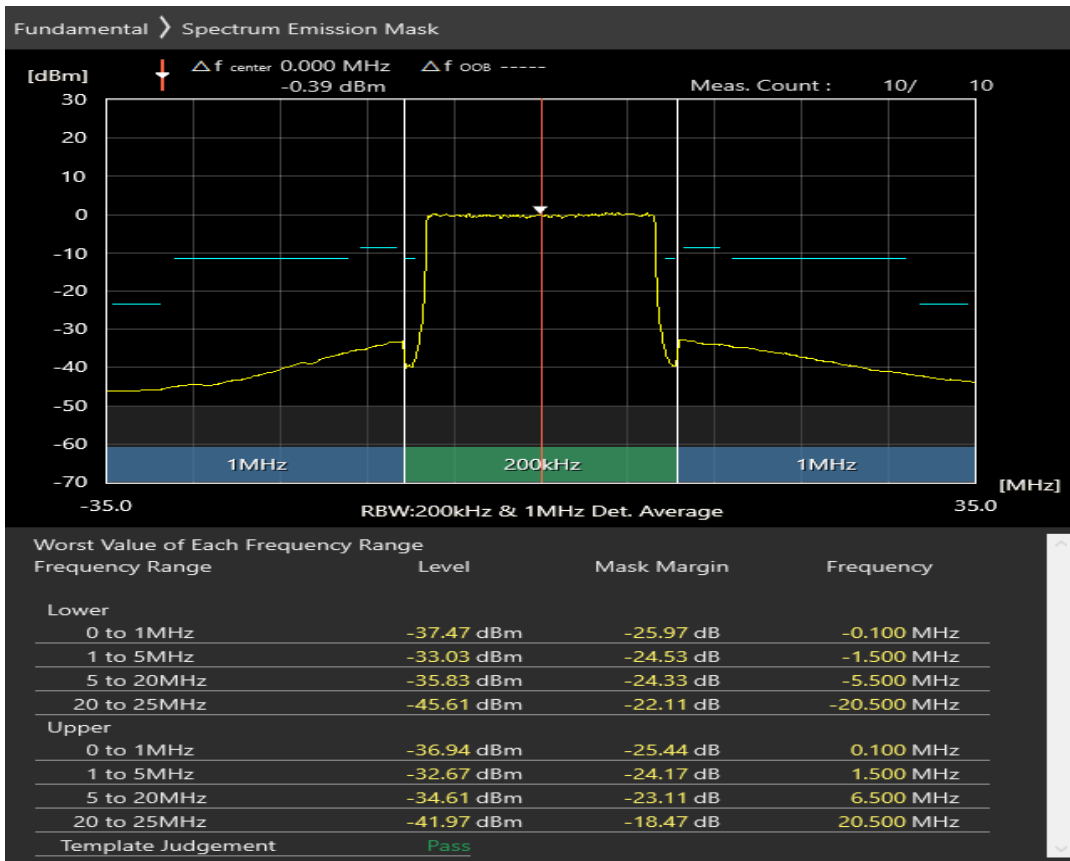 Fundamental ❯ Spectrum Emission Mask
△f center 0.000 MHz △f OOB -----
[dBm]
-0.39 dBm Meas. Count : 10/ 10
30
20
10
0
-10
-20
-30
-40
-50
-60
1MHz 200kHz 1MHz
-70
[MHz]
-35.0 RBW:200kHz & 1MHz Det. Average 35.0
Worst Value of Each Frequency Range
Frequency Range Level Mask Margin Frequency
Lower
0 to 1MHz -37.47 dBm -25.97 dB -0.100 MHz
1 to 5MHz -33.03 dBm -24.53 dB -1.500 MHz
5 to 20MHz -35.83 dBm -24.33 dB -5.500 MHz
20 to 25MHz -45.61 dBm -22.11 dB -20.500 MHz
Upper
0 to 1MHz -36.94 dBm -25.44 dB 0.100 MHz
1 to 5MHz -32.67 dBm -24.17 dB 1.500 MHz
5 to 20MHz -34.61 dBm -23.11 dB 6.500 MHz
20 to 25MHz -41.97 dBm -18.47 dB 20.500 MHz
Template Judgement Pass